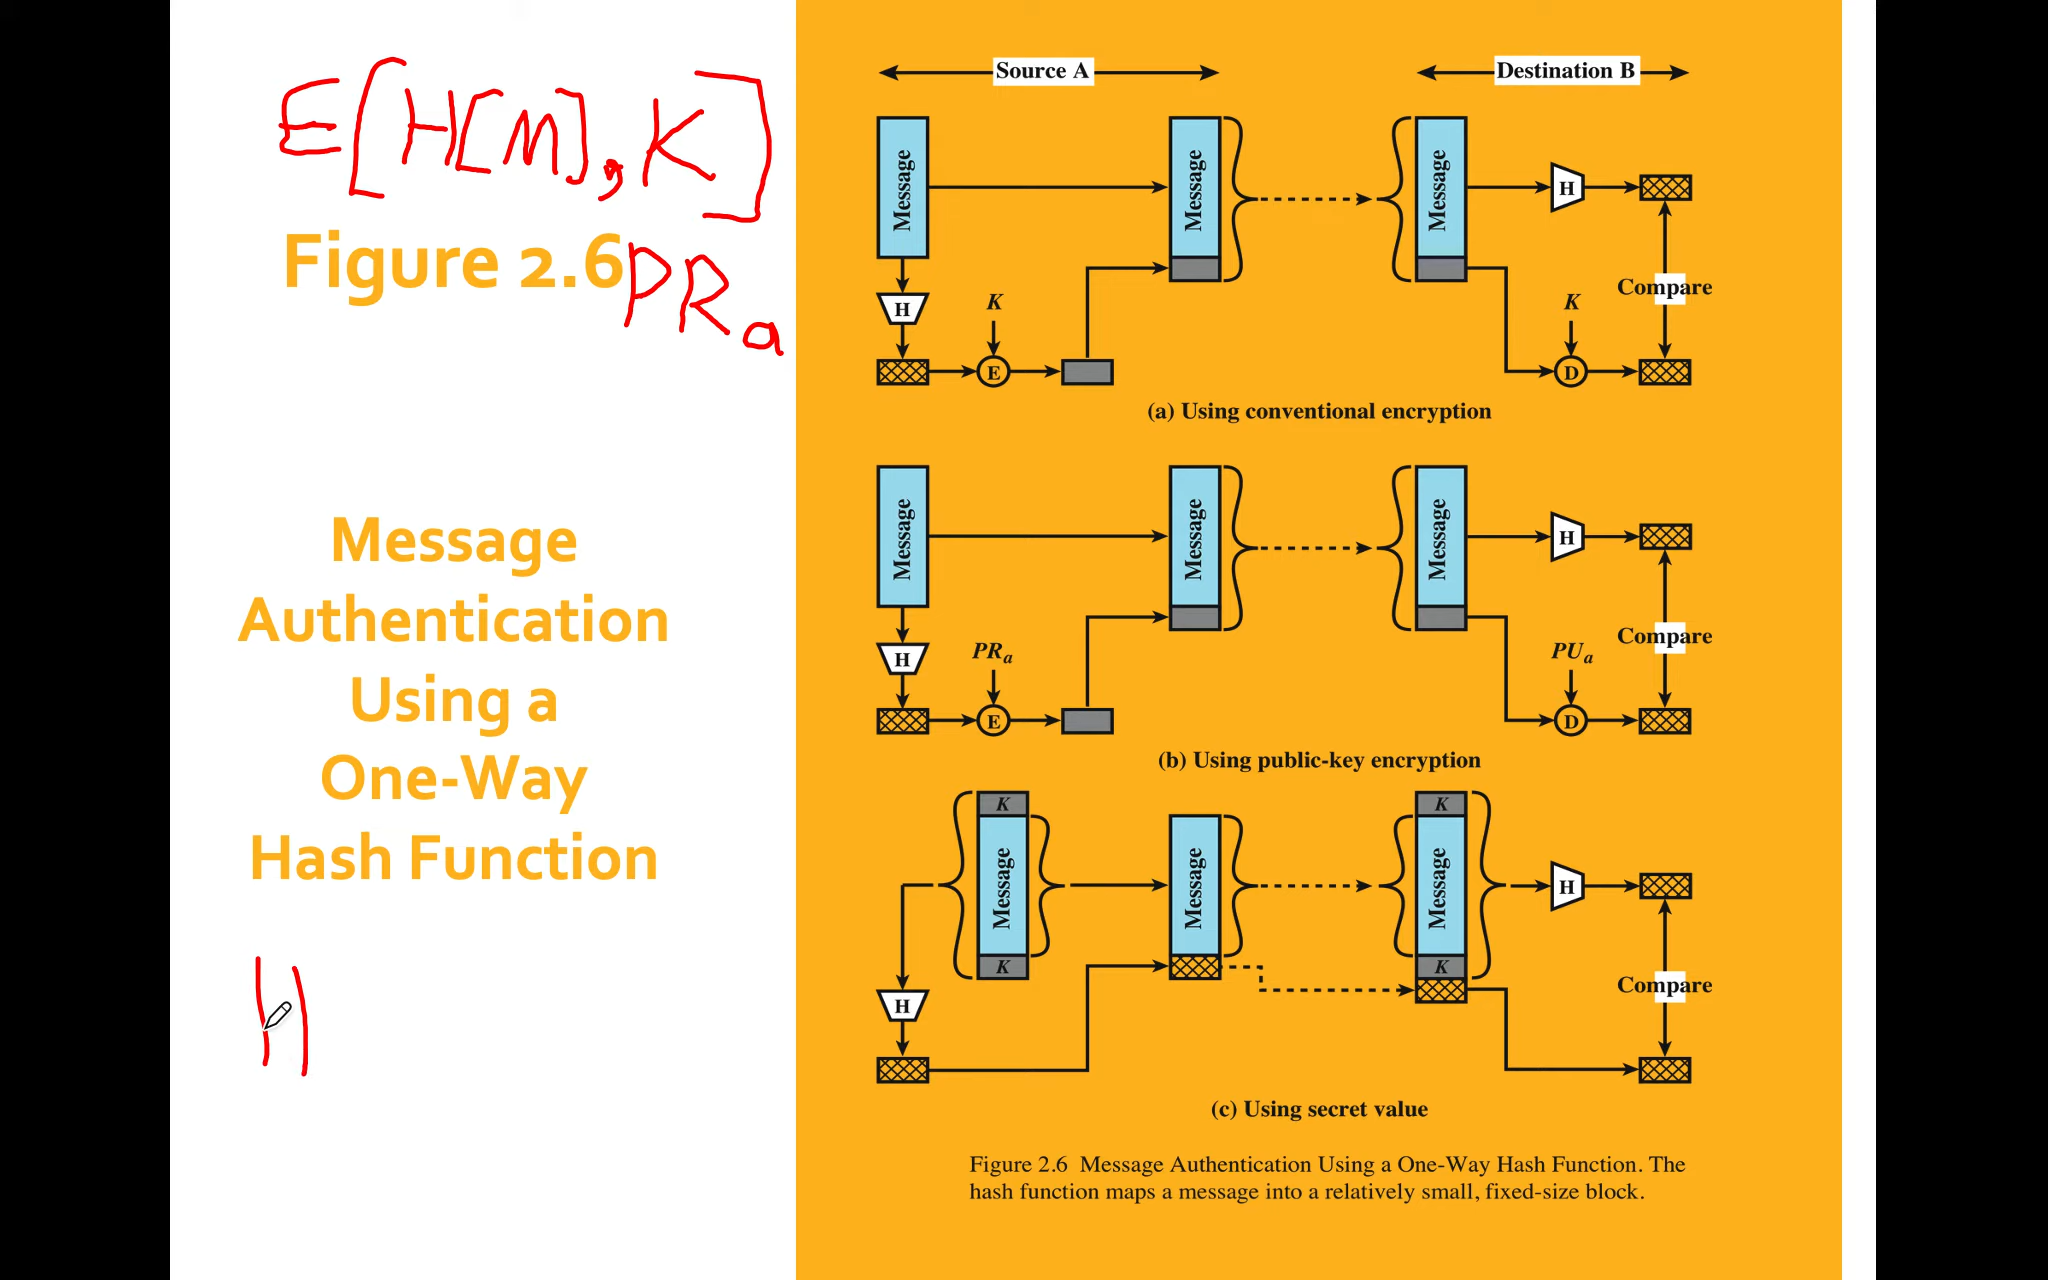 E[H[M], K]
Figure 2.6
PRa
Message
Authentication
Using a
One-Way
Hash Function
H
Source A
Destination B
Message
Message
Message
H
H
K
K
Compare
E
D
(a) Using conventional encryption
Message
Message
Message
H
H
PRa
PUa
Compare
E
D
(b) Using public-key encryption
K
K
Message
Message
Message
H
K
K
H
Compare
(c) Using secret value
Figure 2.6 Message Authentication Using a One-Way Hash Function. The
hash function maps a message into a relatively small, fixed-size block.